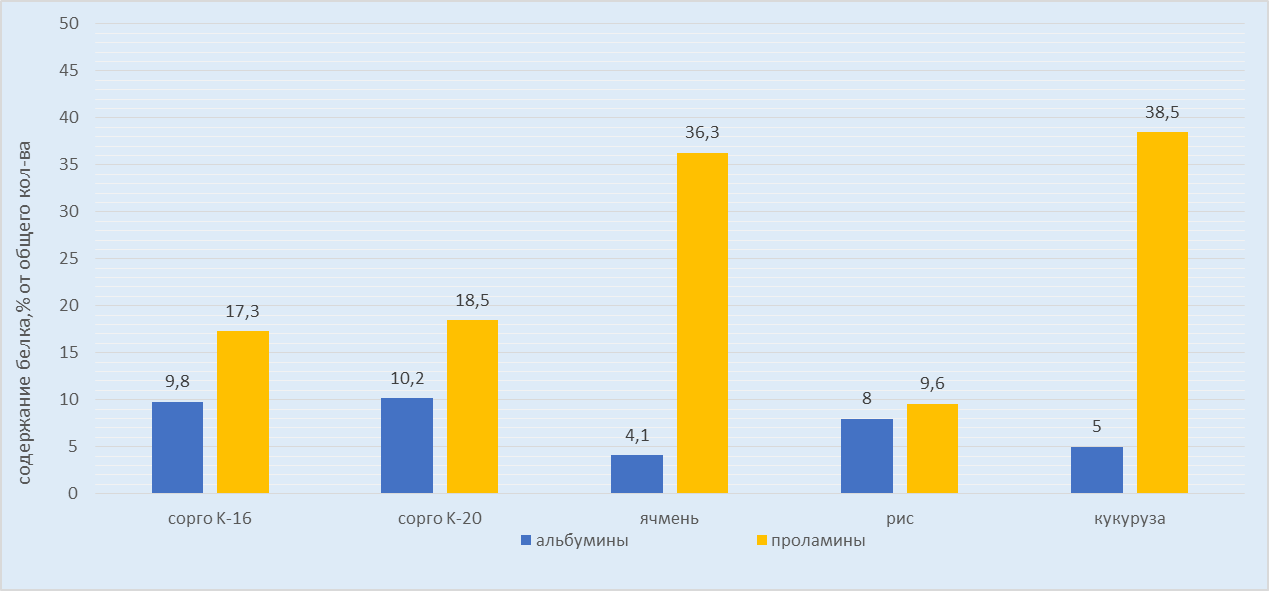 содержание белка,% от общего кол-ва
50
45
40
35
30
25
20
15
10
5
0
9,8
17,3
10,2
18,5
4,1
36,3
8
9,6
5
38,5
сорго К-16
сорго К-20
ячмень
рис
кукуруза
альбумины
проламины